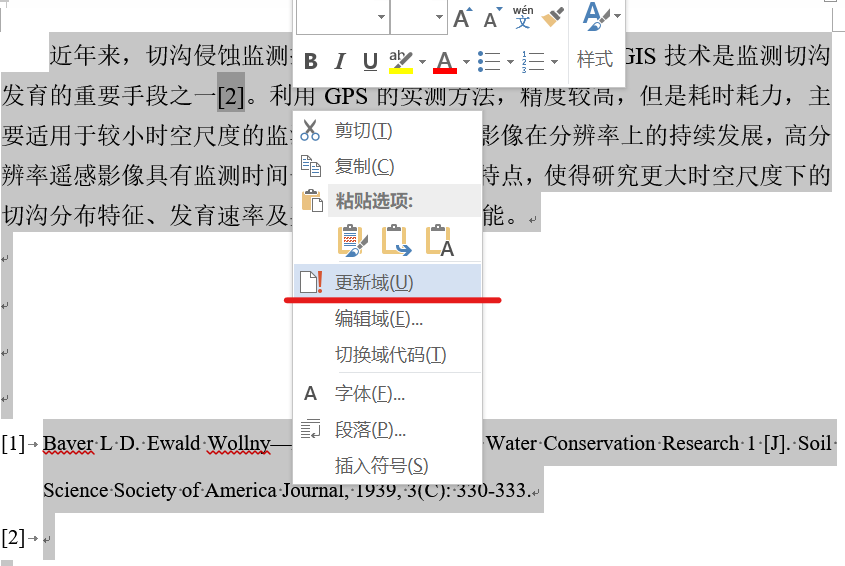 wén
A A 文
B I U aby A 样式
近年来，切沟侵蚀监测 GIS 技术是监测切沟
发育的重要手段之一[2]。利用 GPS 的实测方法，精度较高，但是耗时耗力，主
要适用于较小时空尺度的监 影像在分辨率上的持续发展，高分
辨率遥感影像具有监测时间 特点，使得研究更大时空尺度下的
切沟分布特征、发育速率及 能。
剪切(T)
复制(C)
粘贴选项:
A
更新域(U)
编辑域(E)...
切换域代码(T)
A 字体(F)...
段落(P)...
插入符号(S)
[1] Baver L D. Ewald Wollny— Water Conservation Research 1 [J]. Soil
Science Society of America Journal, 1939, 3(C): 330-333.
[2]